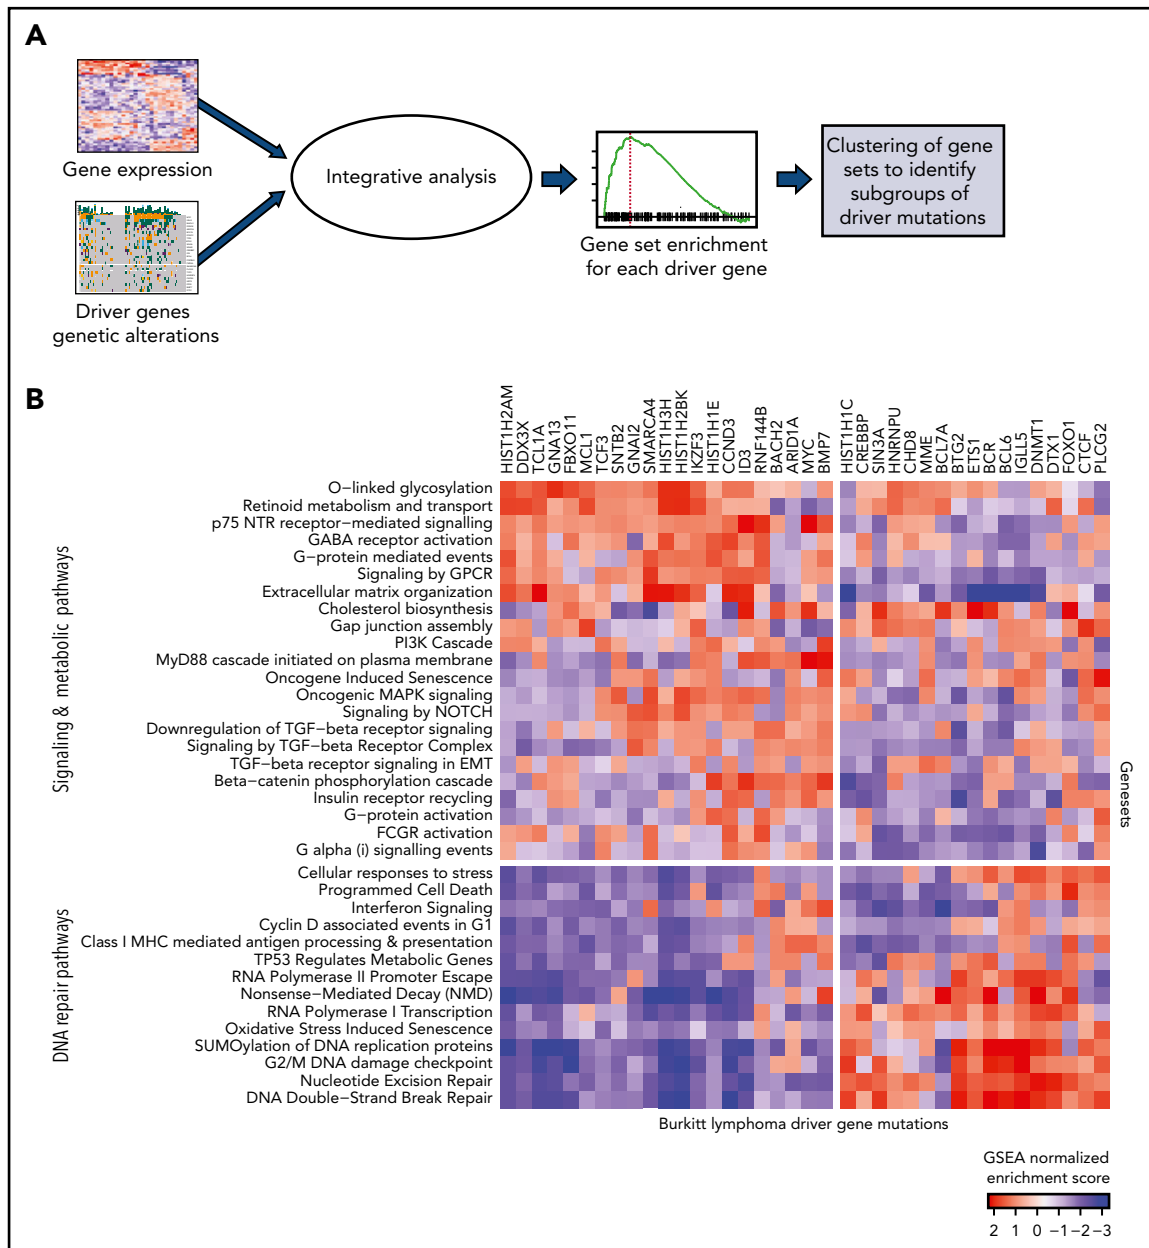 A
Gene expression
Driver genes
genetic alterations
Integrative analysis
Gene set enrichment
for each driver gene
Clustering of gene
sets to identify
subgroups of
driver mutations
B
HIST1H2AM
DDX3X
TCL1A
GNA13
FBXO11
MCL1
TCF3
SNTB2
GNAI2
SMARCA4
HIST1H3H
HIST1H2BK
IKZF3
HIST1H1E
CCND3
ID3
RNF144B
BACH2
ARID1A
MYC
BMP7
HIST1H1C
CREBBP
SIN3A
HNRNPU
CHD8
MME
BCL7A
BTG2
ETS1
BCR
BCL6
IGLL5
DNMT1
DTX1
FOXO1
CTCF
PLCG2
Signaling & metabolic pathways
O-linked glycosylation
Retinoid metabolism and transport
p75 NTR receptor-mediated signalling
GABA receptor activation
G-protein mediated events
Signaling by GPCR
Extracellular matrix organization
Cholesterol biosynthesis
Gap junction assembly
PI3K Cascade
MyD88 cascade initiated on plasma membrane
Oncogene Induced Senescence
Oncogenic MAPK signaling
Signaling by NOTCH
Downregulation of TGF-beta receptor signaling
Signaling by TGF-beta Receptor Complex
TGF-beta receptor signaling in EMT
Beta-catenin phosphorylation cascade
Insulin receptor recycling
G-protein activation
FCGR activation
G alpha (i) signalling events
DNA repair pathways
Cellular responses to stress
Programmed Cell Death
Interferon Signaling
Cyclin D associated events in G1
Class I MHC mediated antigen processing & presentation
TP53 Regulates Metabolic Genes
RNA Polymerase II Promoter Escape
Nonsense-Mediated Decay (NMD)
RNA Polymerase I Transcription
Oxidative Stress Induced Senescence
SUMOylation of DNA replication proteins
G2/M DNA damage checkpoint
Nucleotide Excision Repair
DNA Double-Strand Break Repair
Genesets
Burkitt lymphoma driver gene mutations
GSEA normalized
enrichment score
2 1 0 -1 -2 -3